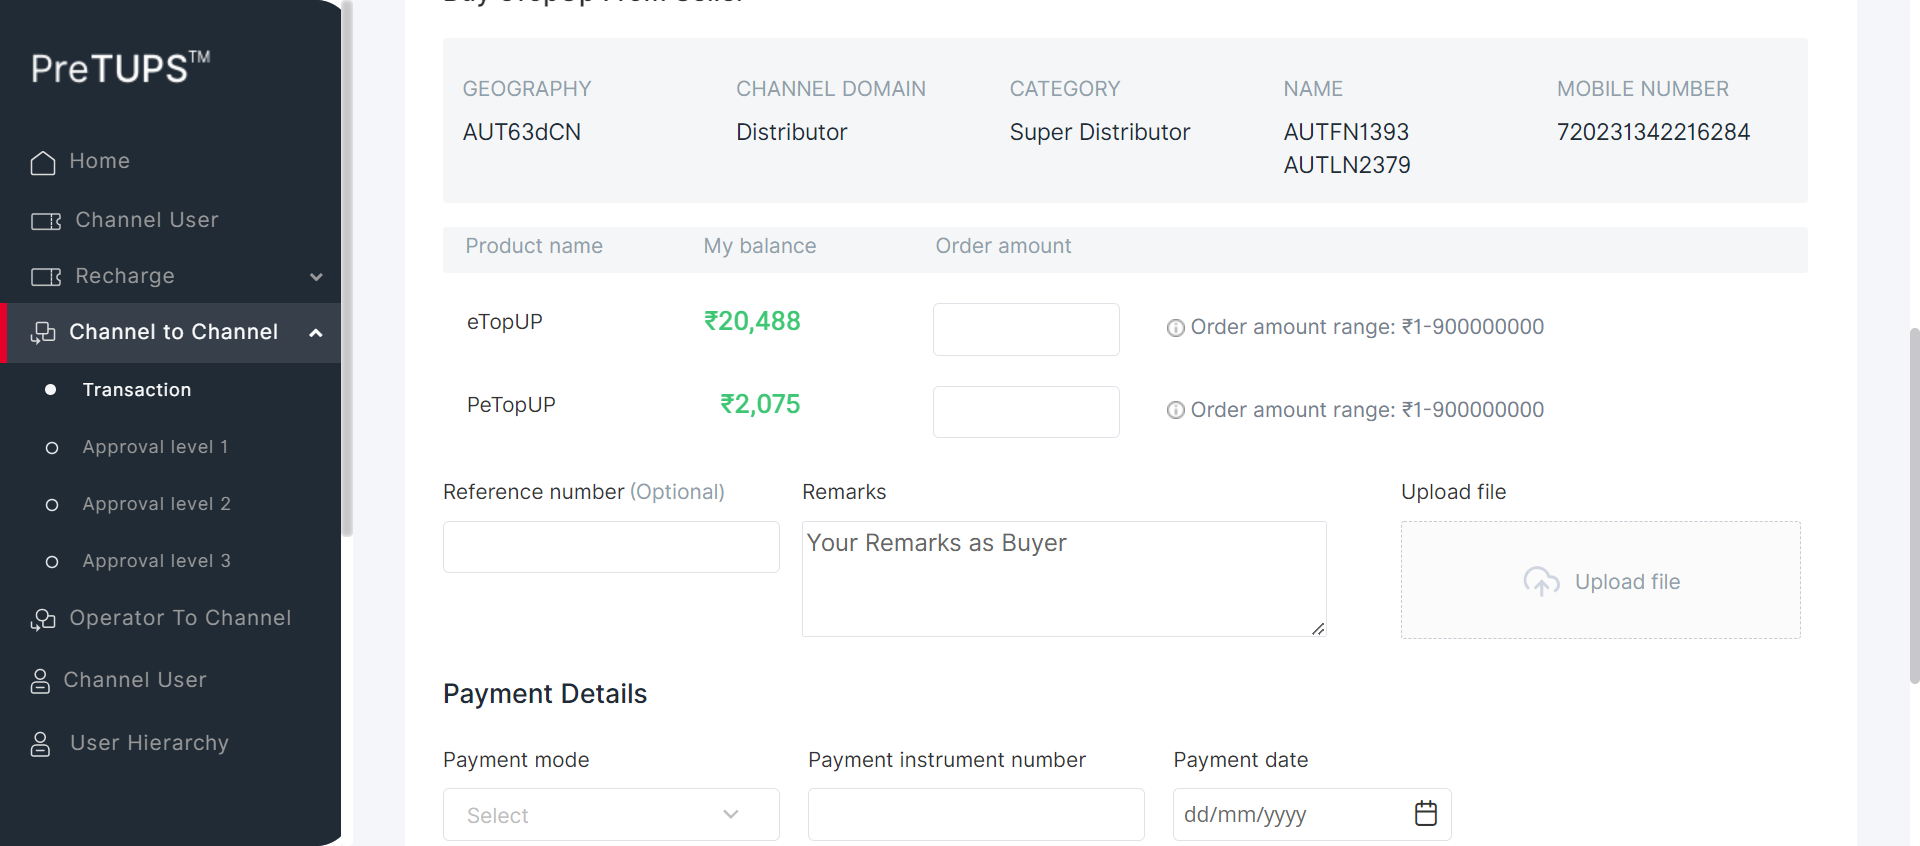 PreTUPS™
Home
Channel User
Recharge
Channel to Channel
Transaction
Approval level 1
Approval level 2
Approval level 3
Operator To Channel
Channel User
User Hierarchy
GEOGRAPHY
AUT63dCN
CHANNEL DOMAIN
Distributor
CATEGORY
Super Distributor
NAME
AUTFN1393
AUTLN2379
MOBILE NUMBER
720231342216284
Product name My balance Order amount
eTopUP ₹20,488 Order amount range: ₹1-900000000
PeTopUP ₹2,075 Order amount range: ₹1-900000000
Reference number (Optional)
Remarks
Your Remarks as Buyer
Upload file
Upload file
Payment Details
Payment mode
Select
Payment instrument number
Payment date
dd/mm/yyyy